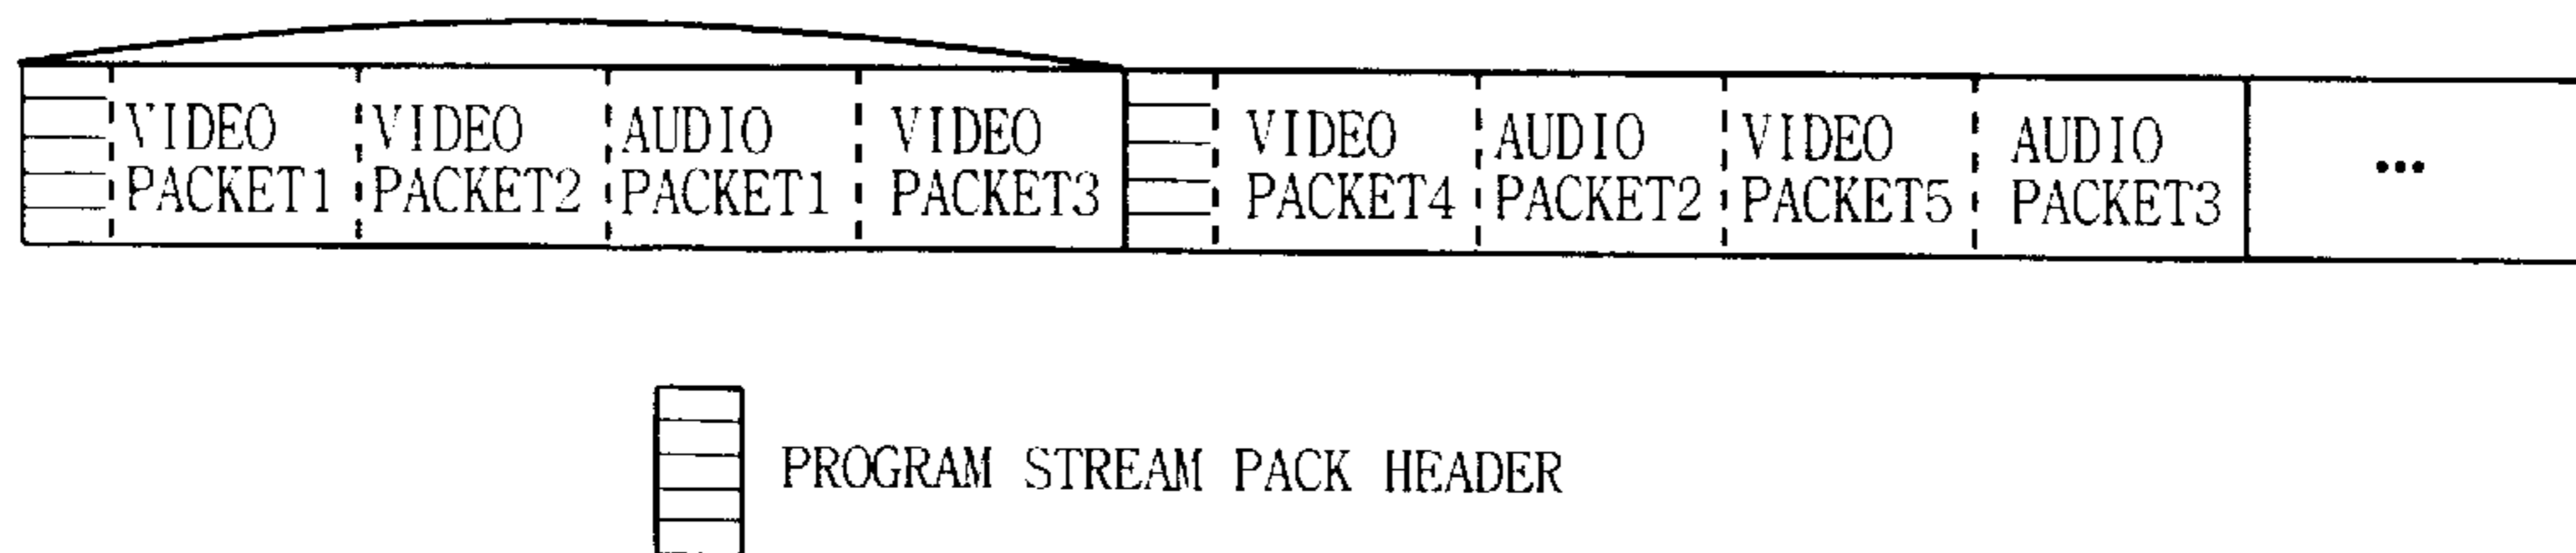 VIDEO
PACKET1
VIDEO
PACKET2
AUDIO
PACKET1
VIDEO
PACKET3
VIDEO
PACKET4
AUDIO
PACKET2
VIDEO
PACKET5
AUDIO
PACKET3
...
PROGRAM STREAM PACK HEADER